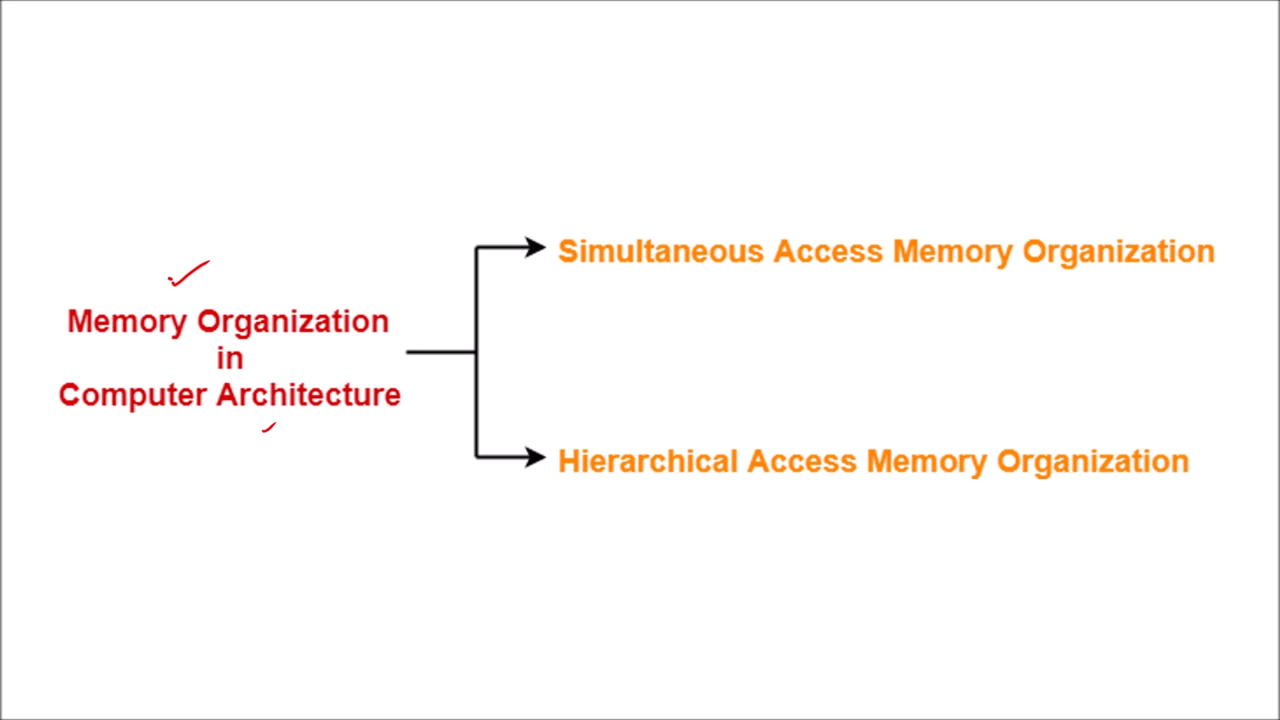 Memory Organization
in
Computer Architecture
Simultaneous Access Memory Organization
Hierarchical Access Memory Organization